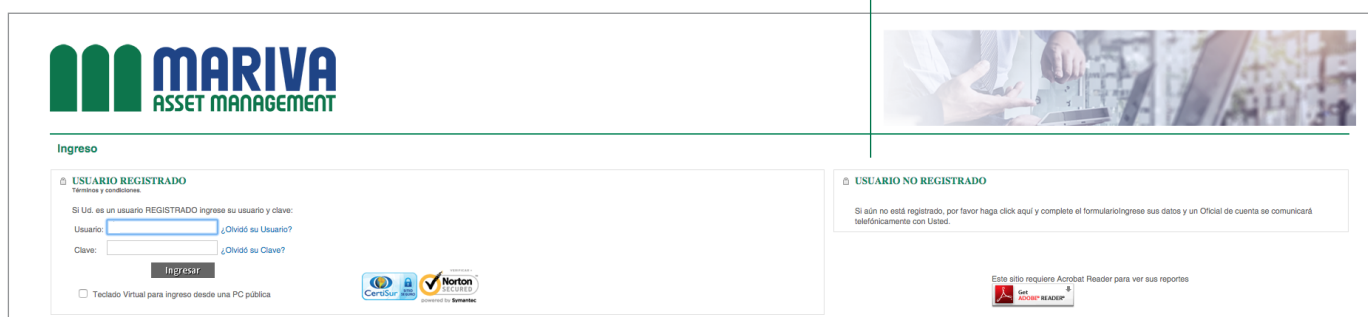 MARIVA
ASSET MANAGEMENT
Ingreso
USUARIO REGISTRADO
Términos y condiciones.
Si Ud. es un usuario REGISTRADO ingrese su usuario y clave:
Usuario: ¿Olvidó su Usuario?
Clave: ¿Olvidó su Clave?
Ingresar
Teclado Virtual para ingreso desde una PC pública
CertiSur
Norton
SECURED
powered by Symantec
USUARIO NO REGISTRADO
Si aún no está registrado, por favor haga click aquí y complete el formularioIngrese sus datos y un Oficial de cuenta se comunicará
telefónicamente con Usted.
Este sitio requiere Acrobat Reader para ver sus reportes
Get
ADOBE® READER®